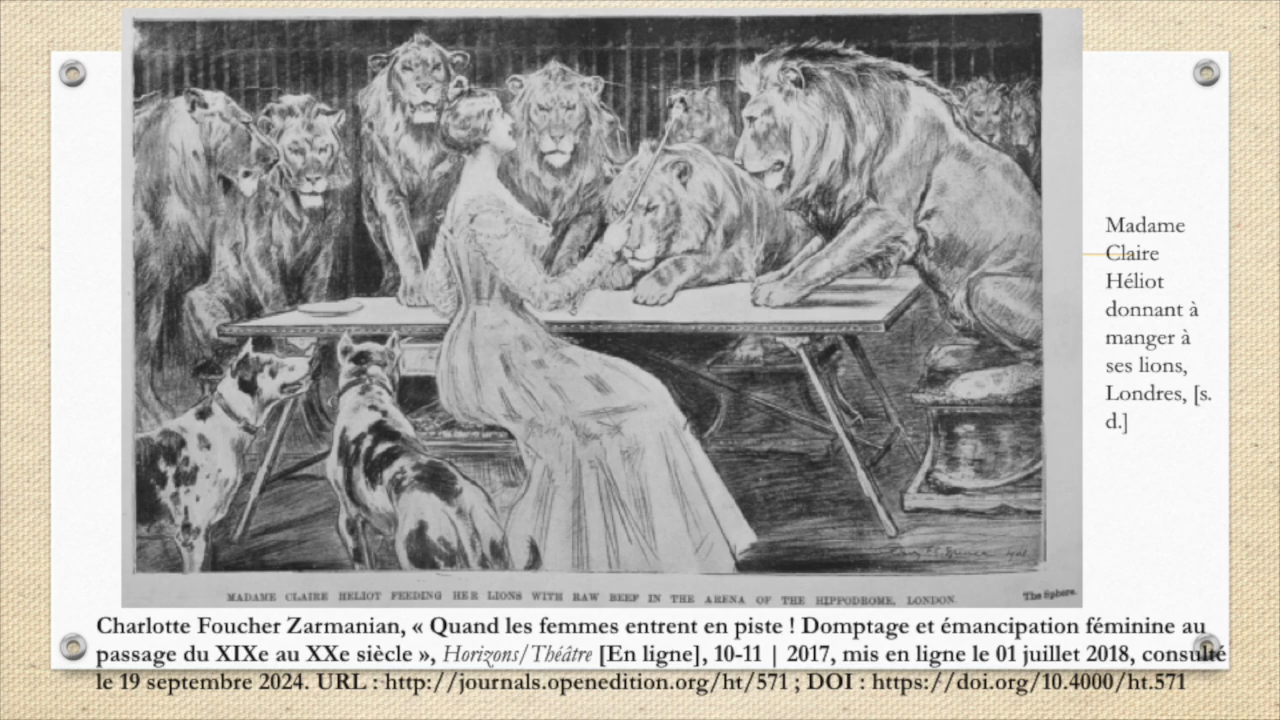 Madame
Claire
Héliot
donnant à
manger à
ses lions,
Londres, [s.
d.]
MADAME CLAIRE HELIOT FEEDING HER LIONS WITH RAW BEEF IN THE ARENA OF THE HIPPODROME, LONDON.
The Sphere.
Charlotte Foucher Zarmanian, « Quand les femmes entrent en piste ! Domptage et émancipation féminine au
passage du XIXe au XXe siècle », Horizons/Théâtre [En ligne], 10-11 | 2017, mis en ligne le 01 juillet 2018, consulté
le 19 septembre 2024. URL : http://journals.openedition.org/ht/571 ; DOI : https://doi.org/10.4000/ht.571